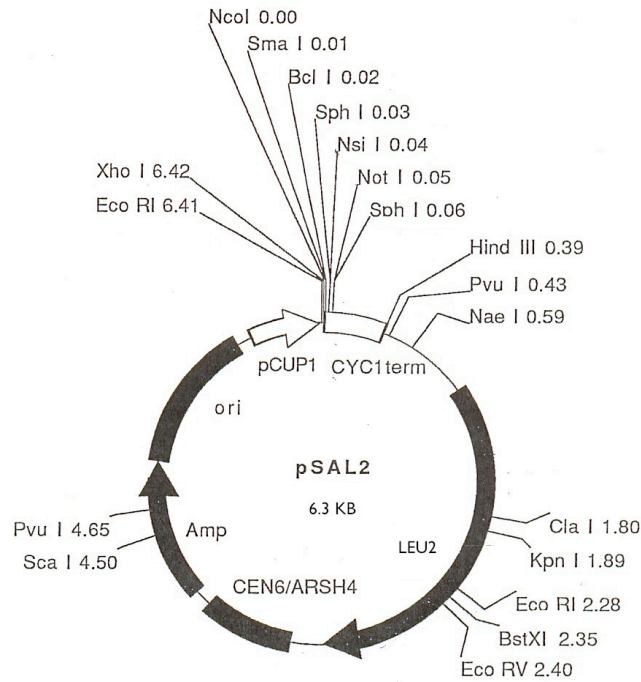 NcoI 0.00
Sma I 0.01
Bcl I 0.02
Sph I 0.03
Nsi I 0.04
Not I 0.05
Sph I 0.06
Xho I 6.42
Eco RI 6.41
Hind III 0.39
Pvu I 0.43
Nae I 0.59
pCUP1
CYC1term
ori
pSAL2
6.3 KB
Pvu I 4.65
Sca I 4.50
Amp
LEU2
CEN6/ARSH4
Cla I 1.80
Kpn I 1.89
Eco RI 2.28
BstXI 2.35
Eco RV 2.40